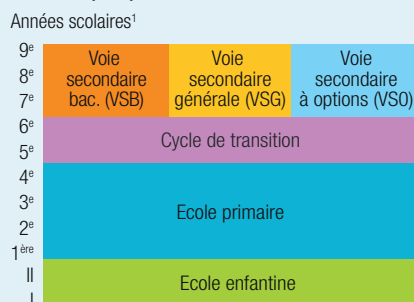 Années scolaires¹
9e
8e
7e
6e
5e
4e
3e
2e
1ère
II
I
Voie
secondaire
bac. (VSB)
Voie
secondaire
générale (VSG)
Voie
secondaire
à options (VSO)
Cycle de transition
Ecole primaire
Ecole enfantine